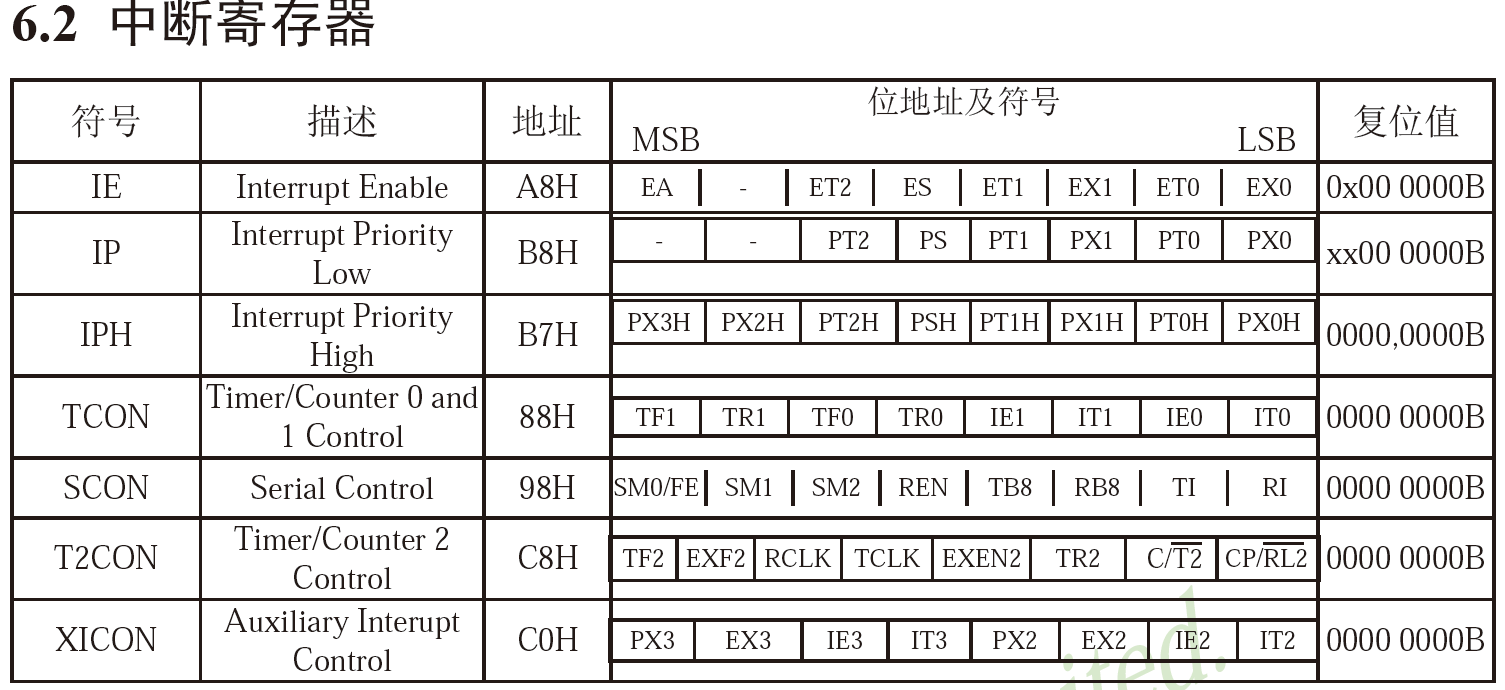 6.2 中断寄存器
符号 描述 地址 位地址及符号 MSB LSB 复位值
IE Interrupt Enable A8H EA - ET2 ES ET1 EX1 ET0 EX0 0x00 0000B
IP Interrupt Priority Low B8H - - PT2 PS PT1 PX1 PT0 PX0 xx00 0000B
IPH Interrupt Priority High B7H PX3H PX2H PT2H PSH PT1H PX1H PT0H PX0H 0000,0000B
TCON Timer/Counter 0 and 1 Control 88H TF1 TR1 TF0 TR0 IE1 IT1 IE0 IT0 0000 0000B
SCON Serial Control 98H SM0/FE SM1 SM2 REN TB8 RB8 TI RI 0000 0000B
T2CON Timer/Counter 2 Control C8H TF2 EXF2 RCLK TCLK EXEN2 TR2 C/T̅2̅ CP/R̅L̅2̅ 0000 0000B
XICON Auxiliary Interupt Control C0H PX3 EX3 IE3 IT3 PX2 EX2 IE2 IT2 0000 0000B